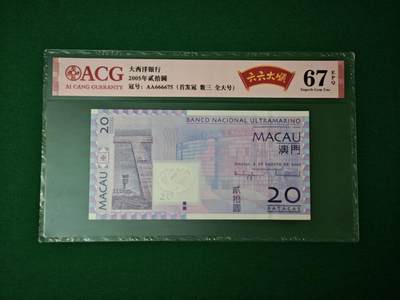 ACG
AI CANG GUARANTY
大西洋银行
2005年贰拾圆
冠号: AA666675 (首发冠 数三 全大号)
六六大顺
67
EPQ
Superb Gem Unc
20
BANCO NACIONAL ULTRAMARINO
MACAU
澳門
MACAU
20
貳拾圓
20
PATACAS